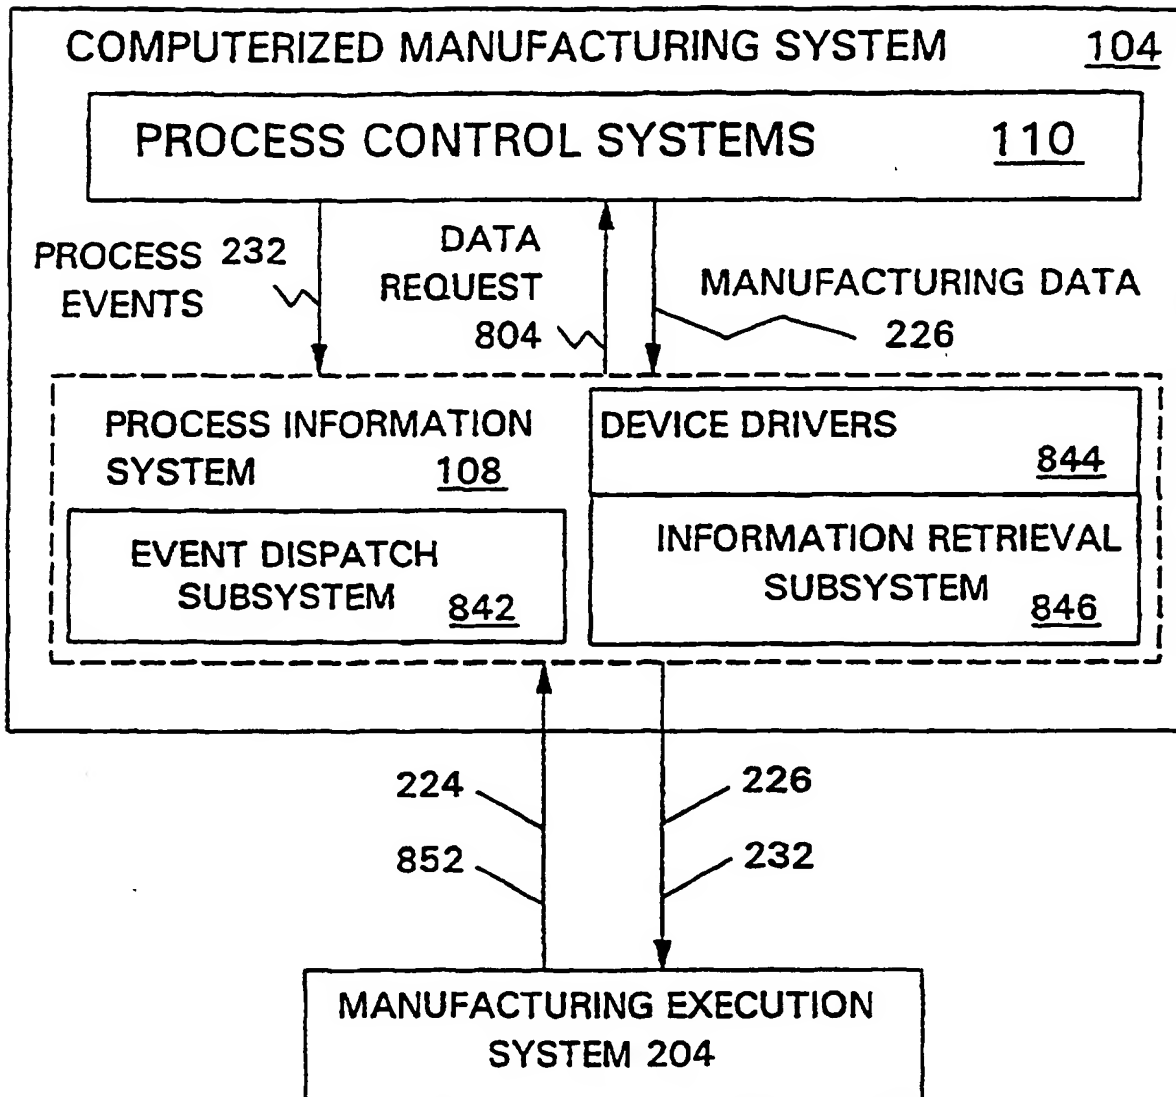 COMPUTERIZED MANUFACTURING SYSTEM 104
PROCESS CONTROL SYSTEMS 110
PROCESS 232
EVENTS
DATA
REQUEST
804
MANUFACTURING DATA
226
PROCESS INFORMATION
SYSTEM 108
DEVICE DRIVERS
844
EVENT DISPATCH
SUBSYSTEM 842
INFORMATION RETRIEVAL
SUBSYSTEM
846
224
226
852
232
MANUFACTURING EXECUTION
SYSTEM 204